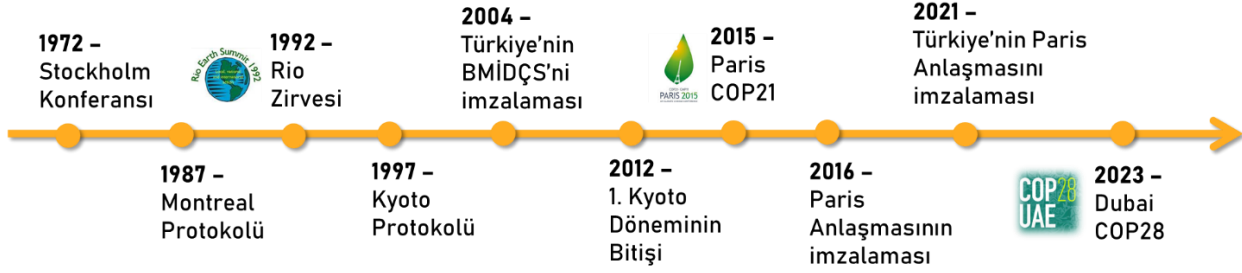 1972 –
Stockholm
Konferansı
Rio Earth Summit 1992
1992 –
Rio
Zirvesi
2004 –
Türkiye'nin
BMİDÇS'ni
imzalaması
PARIS 2015
2015 –
Paris
COP21
2021 –
Türkiye'nin Paris
Anlaşmasını
imzalaması
1987 –
Montreal
Protokolü
1997 –
Kyoto
Protokolü
2012 –
1. Kyoto
Döneminin
Bitişi
2016 –
Paris
Anlaşmasının
imzalaması
COP28
UAE
2023 –
Dubai
COP28